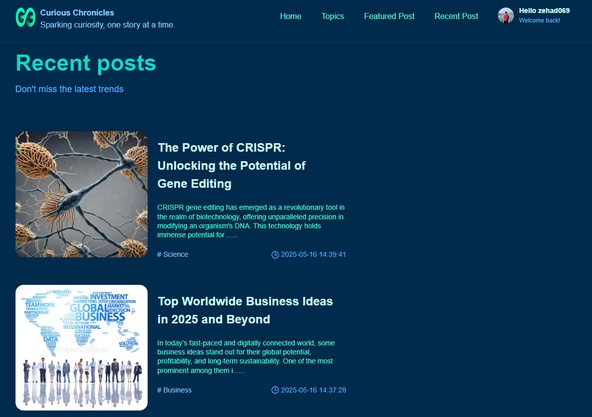 Curious Chronicles
Sparking curiosity, one story at a time.
Home
Topics
Featured Post
Recent Post
Hello zehad069
Welcome back!
Recent posts
Don't miss the latest trends
The Power of CRISPR:
Unlocking the Potential of
Gene Editing
CRISPR gene editing has emerged as a revolutionary tool in
the realm of biotechnology, offering unparalleled precision in
modifying an organism's DNA. This technology holds
immense potential for ......
# Science
2025-05-16 14:39:41
INVESTMENT
TEAMWORK
GLOBAL
BUSINESS
INTERNATIONAL
DATA
Top Worldwide Business Ideas
in 2025 and Beyond
In today's fast-paced and digitally connected world, some
business ideas stand out for their global potential,
profitability, and long-term sustainability. One of the most
prominent among them i......
# Business
2025-05-16 14:37:28